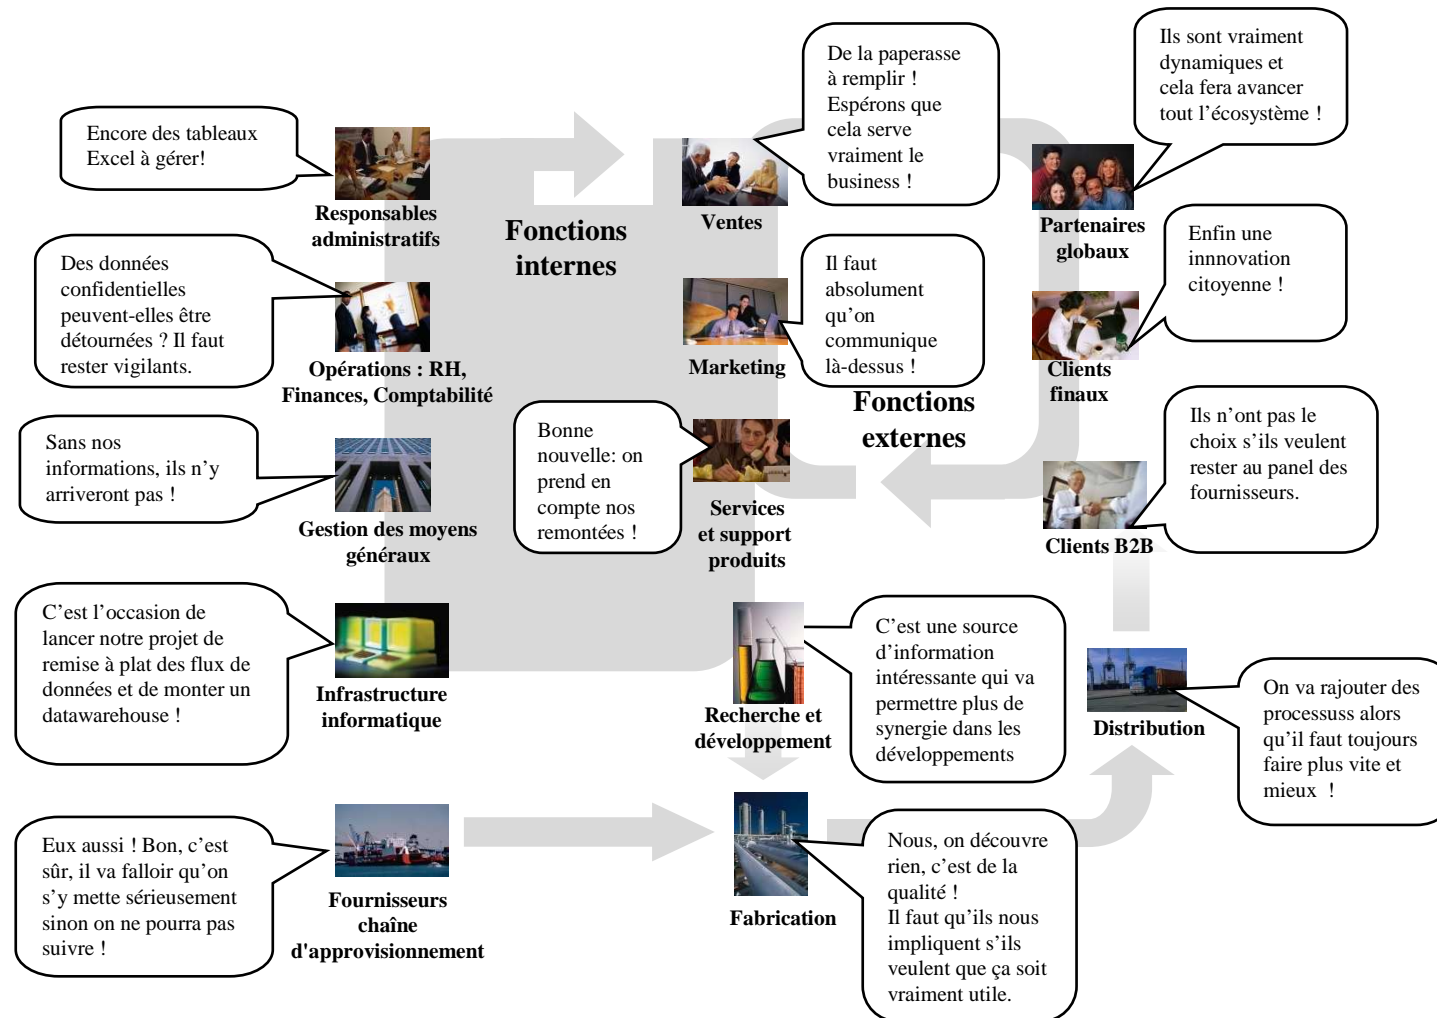 De la paperasse
à remplir !
Espérons que
cela serve
vraiment le
business !
Ils sont vraiment
dynamiques et
cela fera avancer
tout l’écosystème !
Encore des tableaux
Excel à gérer!
Responsables
administratifs
Fonctions
internes
Ventes
Partenaires
globaux
Des données
confidentielles
peuvent-elles être
détournées ? Il faut
rester vigilants.
Opérations : RH,
Finances, Comptabilité
Il faut
absolument
qu’on
communique
là-dessus !
Marketing
Enfin une
innnovation
citoyenne !
Clients
finaux
Fonctions
externes
Sans nos
informations, ils n’y
arriveront pas !
Gestion des moyens
généraux
Bonne
nouvelle: on
prend en
compte nos
remontées !
Services
et support
produits
Ils n’ont pas le
choix s’ils veulent
rester au panel des
fournisseurs.
Clients B2B
C’est l’occasion de
lancer notre projet de
remise à plat des flux de
données et de monter un
datawarehouse !
Infrastructure
informatique
Recherche et
développement
C’est une source
d’information
intéressante qui va
permettre plus de
synergie dans les
développements
Distribution
On va rajouter des
processuss alors
qu’il faut toujours
faire plus vite et
mieux  !
Eux aussi ! Bon, c’est
sûr, il va falloir qu’on
s’y mette sérieusement
sinon on ne pourra pas
suivre !
Fournisseurs
chaîne
d'approvisionnement
Fabrication
Nous, on découvre
rien, c’est de la
qualité !
Il faut qu’ils nous
impliquent s’ils
veulent que ça soit
vraiment utile.